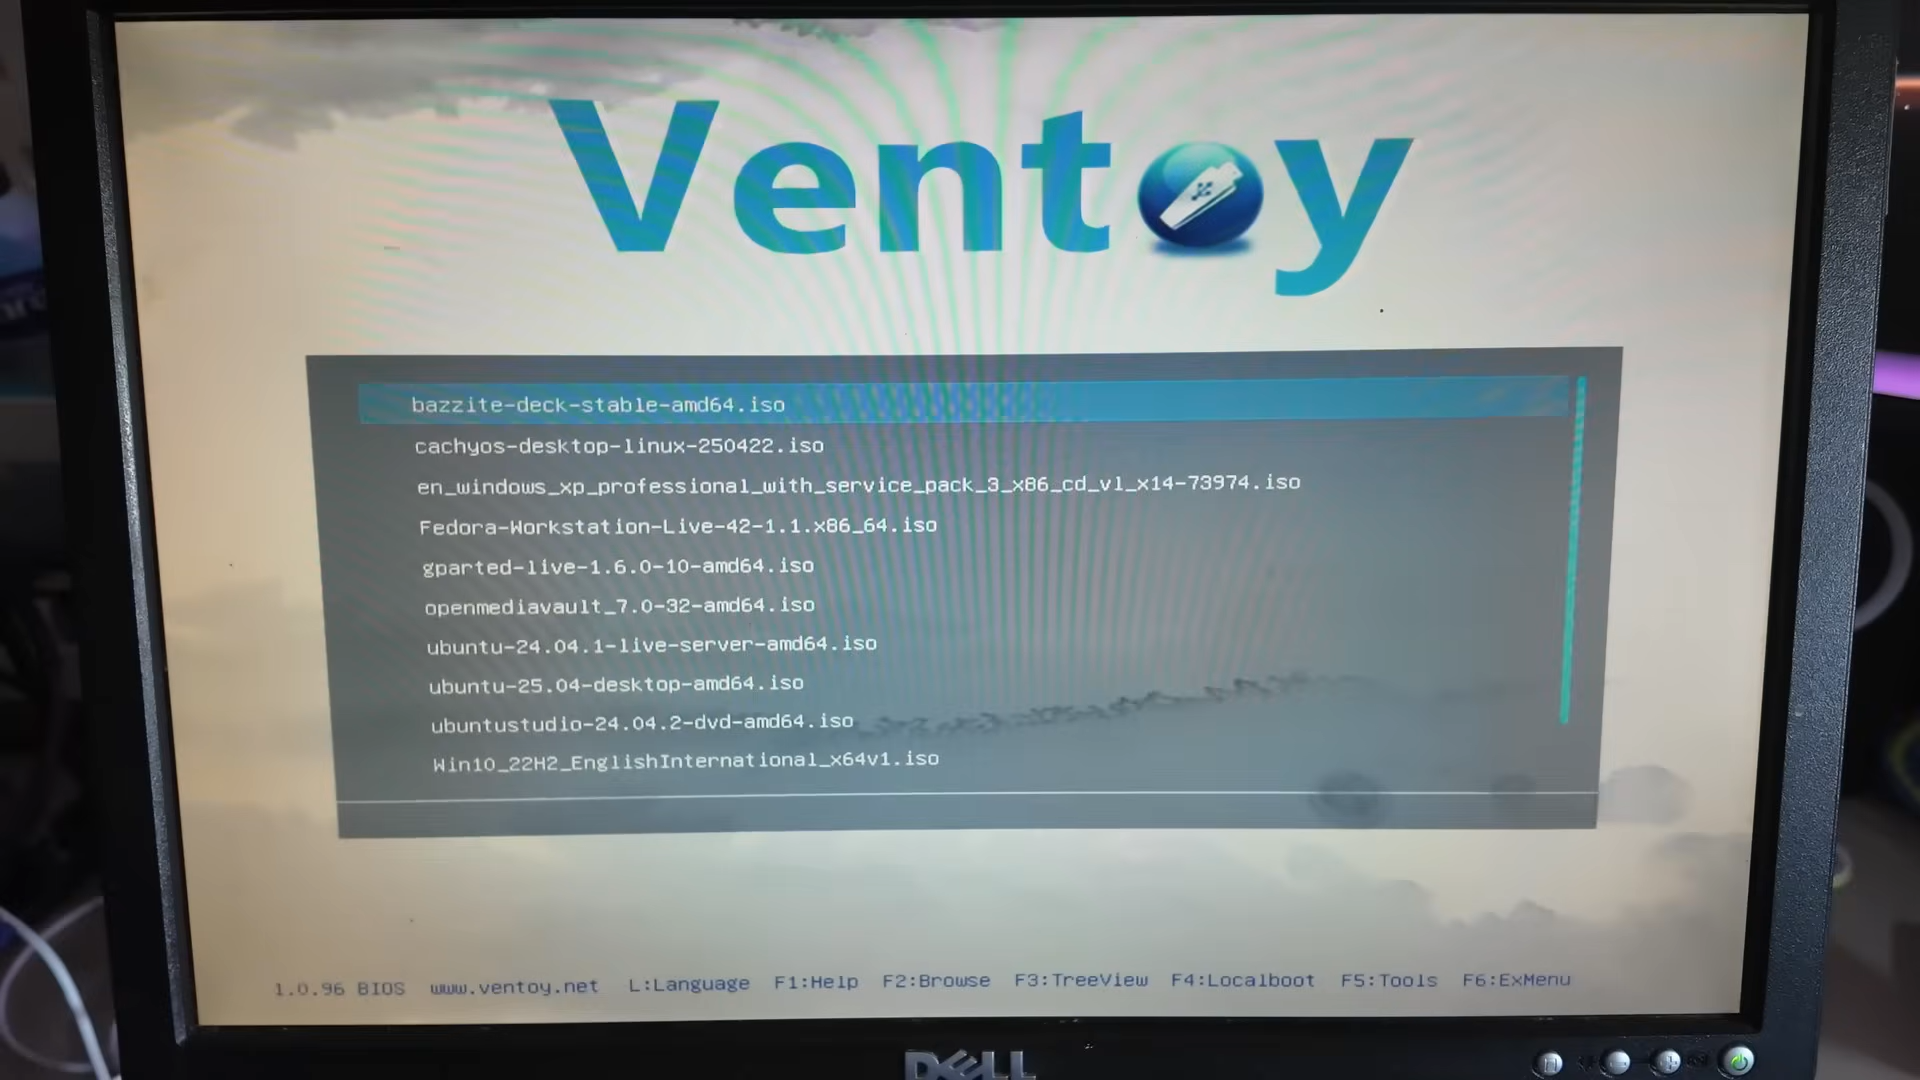 Ventoy
bazzite-deck-stable-amd64.iso
cachyos-desktop-linux-250422.iso
en_windows_xp_professional_with_service_pack_3_x86_cd_vl_x14-73974.iso
Fedora-Workstation-Live-42-1.1.x86_64.iso
gparted-live-1.6.0-10-amd64.iso
openmediavault_7.0-32-amd64.iso
ubuntu-24.04.1-live-server-amd64.iso
ubuntu-25.04-desktop-amd64.iso
ubuntustudio-24.04.2-dvd-amd64.iso
Win10_22H2_EnglishInternational_x64v1.iso
1.0.96 BIOS www.ventoy.net L:Language F1:Help F2:Browse F3:TreeView F4:Localboot F5:Tools F6:ExMenu
DELL